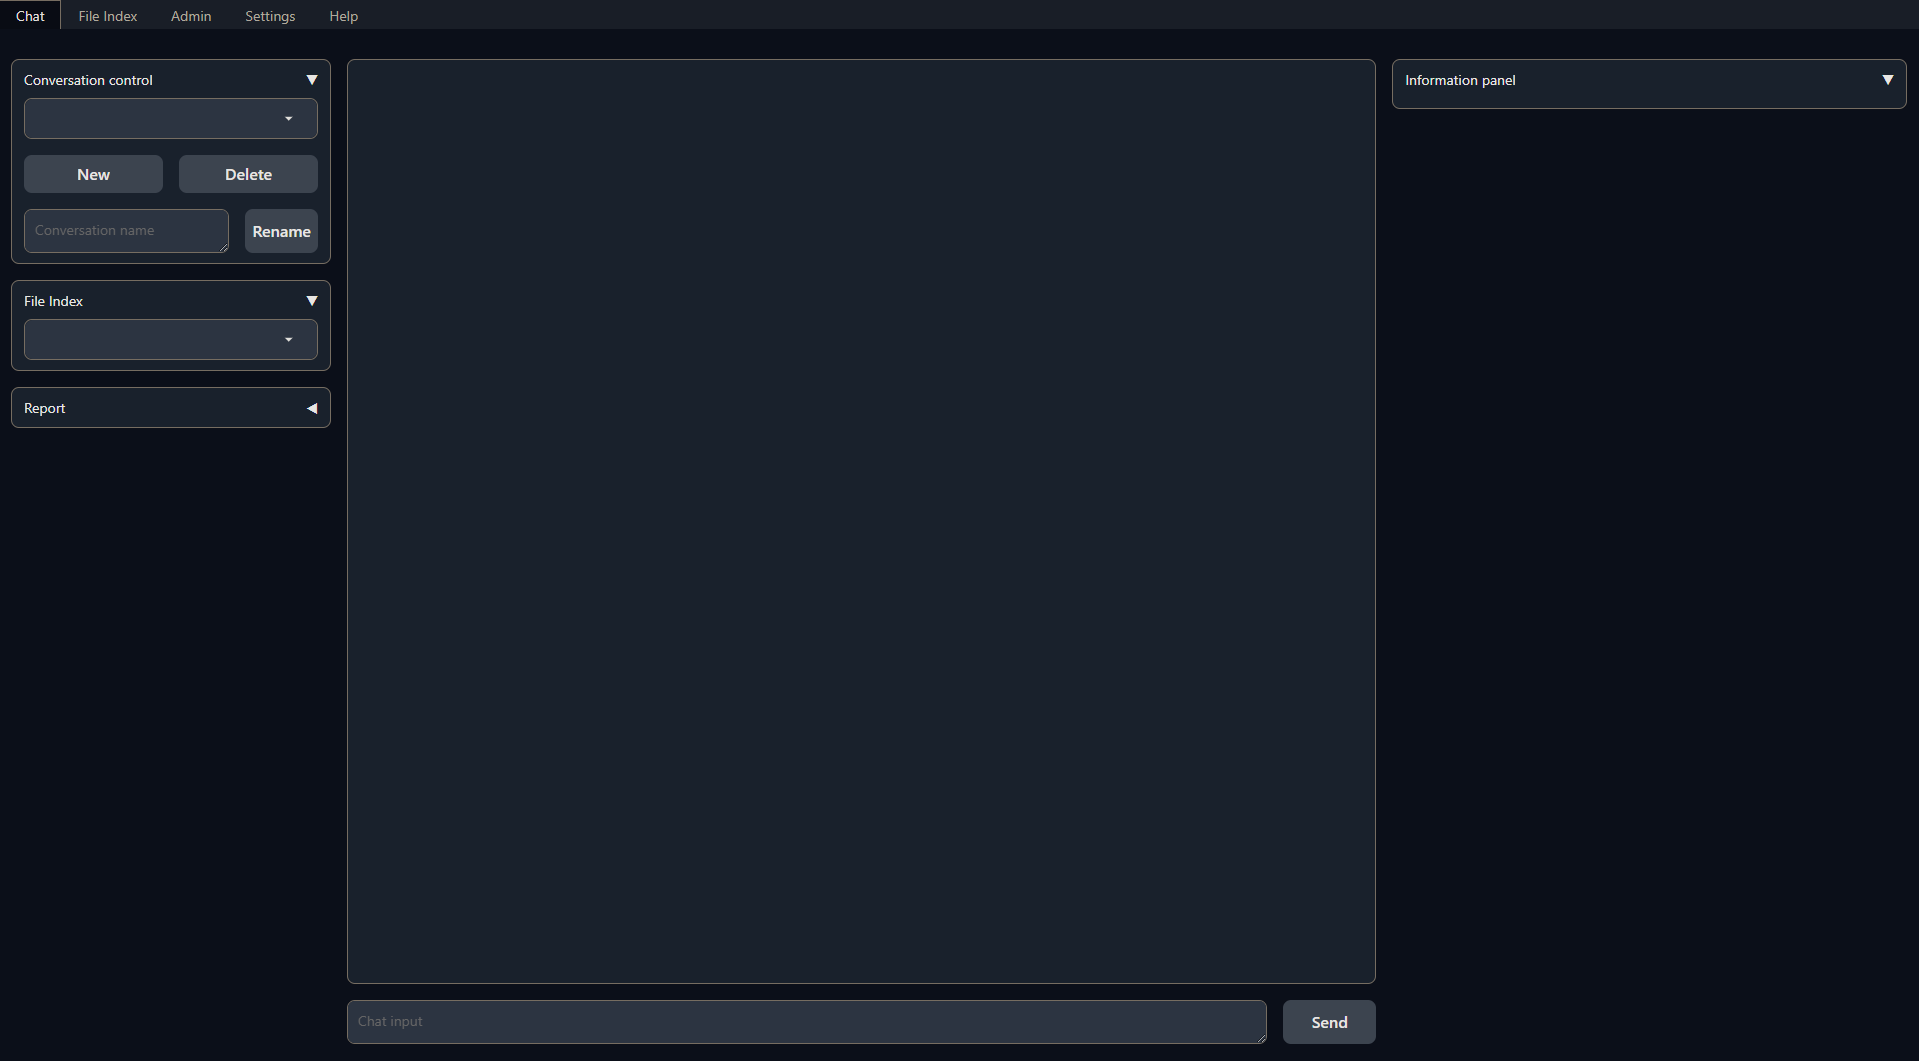 Chat File Index Admin Settings Help
Conversation control
New Delete
Conversation name Rename
File Index
Report
Information panel
Chat input Send